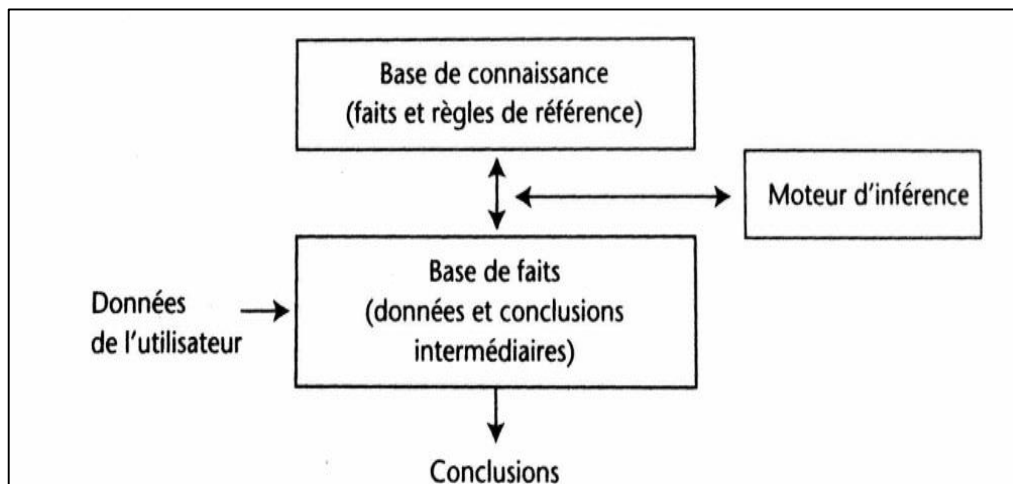 Base de connaissance
(faits et règles de référence)
Moteur d'inférence
Base de faits
(données et conclusions
intermédiaires)
Données
de l'utilisateur
Conclusions